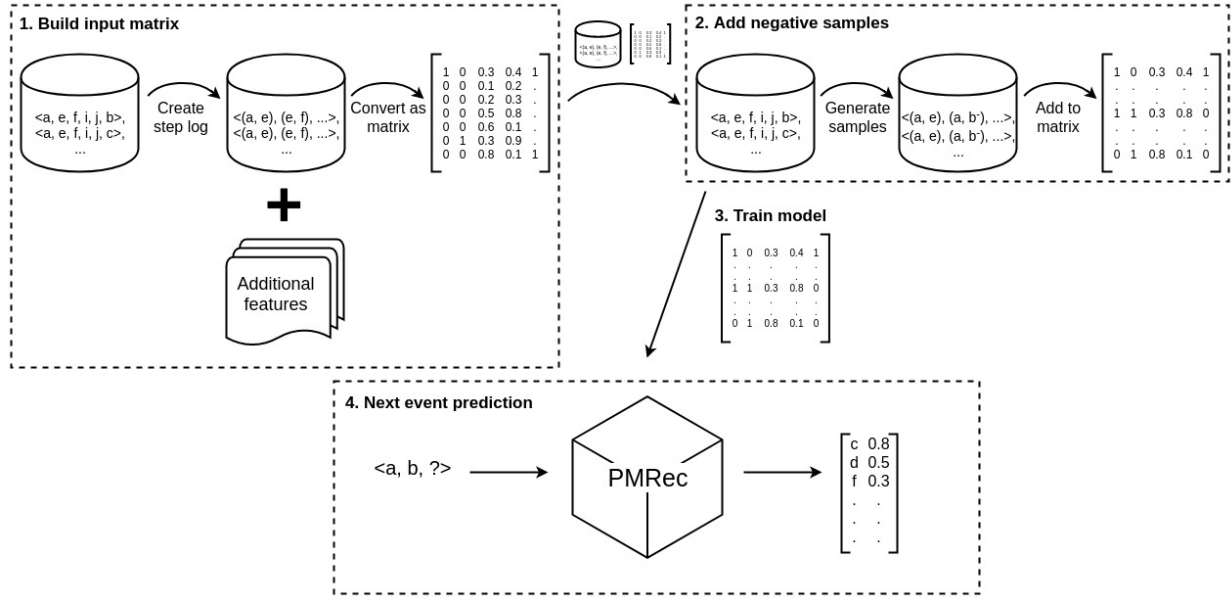 1. Build input matrix
<a, e, f, i, j, b>,
<a, e, f, i, j, c>,
...
Create
step log
<(a, e), (e, f), ...>,
<(a, e), (e, f), ...>,
...
Convert as
matrix
1 0 0.3 0.4 1
0 0 0.1 0.2 .
0 0 0.2 0.3 .
0 0 0.5 0.8 .
0 0 0.6 0.1 .
0 1 0.3 0.9 .
0 0 0.8 0.1 1
Additional
features
<(a, e), (e, f), ...>,
<(a, e), (e, f), ...>,
...
2. Add negative samples
<a, e, f, i, j, b>,
<a, e, f, i, j, c>,
...
Generate
samples
<(a, e), (a, b⁻), ...>,
<(a, e), (a, b⁻), ...>,
...
Add to
matrix
1 0 0.3 0.4 1
. . . . .
. . . . .
1 1 0.3 0.8 0
. . . . .
. . . . .
0 1 0.8 0.1 0
3. Train model
1 0 0.3 0.4 1
. . . . .
. . . . .
1 1 0.3 0.8 0
. . . . .
. . . . .
0 1 0.8 0.1 0
4. Next event prediction
<a, b, ?>
PMRec
c 0.8
d 0.5
f 0.3
. .
. .
. .